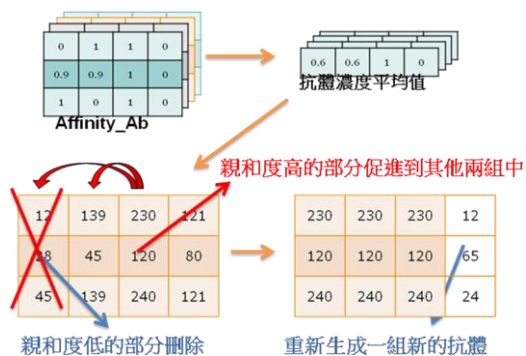 0 1 1 0
0.9 0.9 1 0
1 0 1 0
Affinity_Ab
0.6 0.6 1 0
抗體濃度平均值
親和度高的部分促進到其他兩組中
12 139 230 121
28 45 120 80
45 139 240 121
親和度低的部分刪除
230 230 230 12
120 120 120 65
240 240 240 24
重新生成一組新的抗體